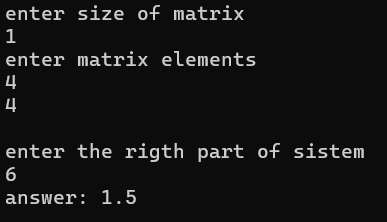 enter size of matrix
1
enter matrix elements
4
4
enter the rigth part of sistem
6
answer: 1.5